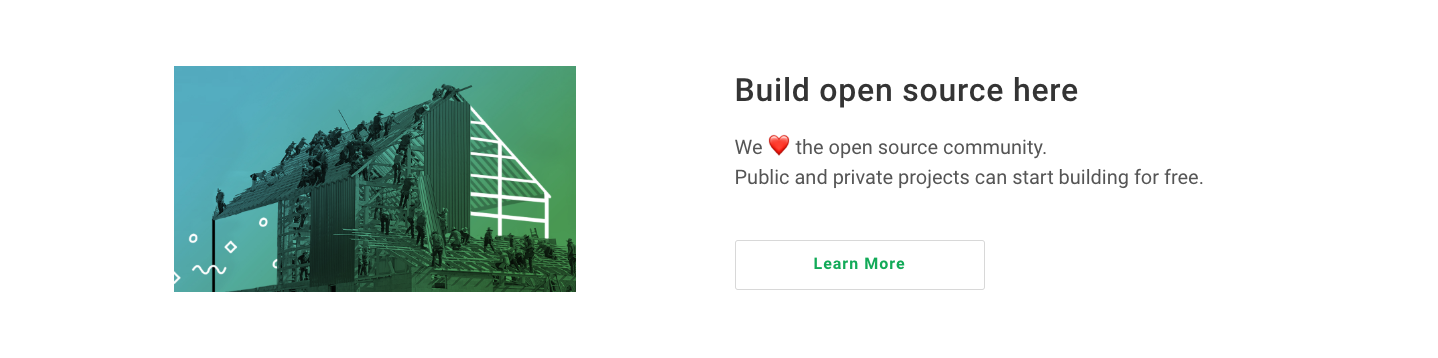 Build open source here
We ❤️ the open source community.
Public and private projects can start building for free.
Learn More